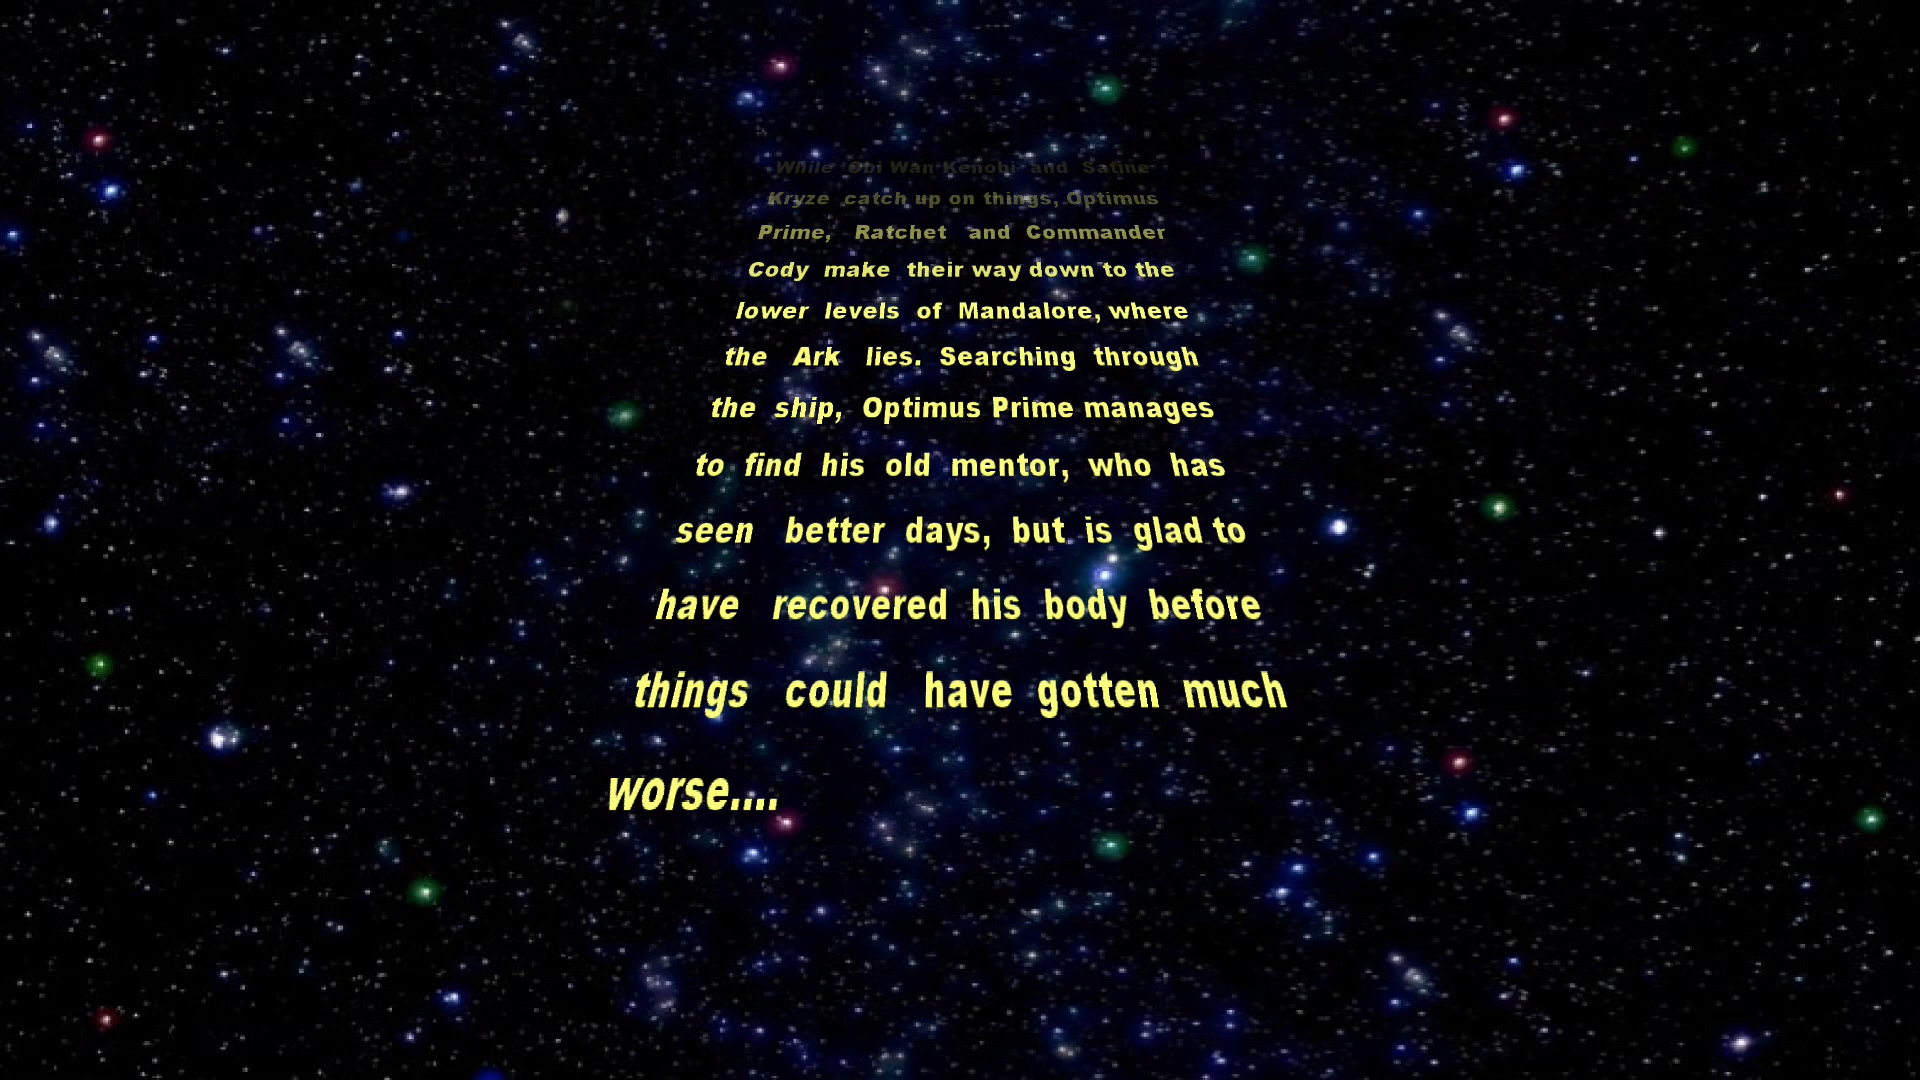 While Obi Wan Kenobi and Satine
Kryze catch up on things, Optimus
Prime, Ratchet and Commander
Cody make their way down to the
lower levels of Mandalore, where
the Ark lies. Searching through
the ship, Optimus Prime manages
to find his old mentor, who has
seen better days, but is glad to
have recovered his body before
things could have gotten much
worse....